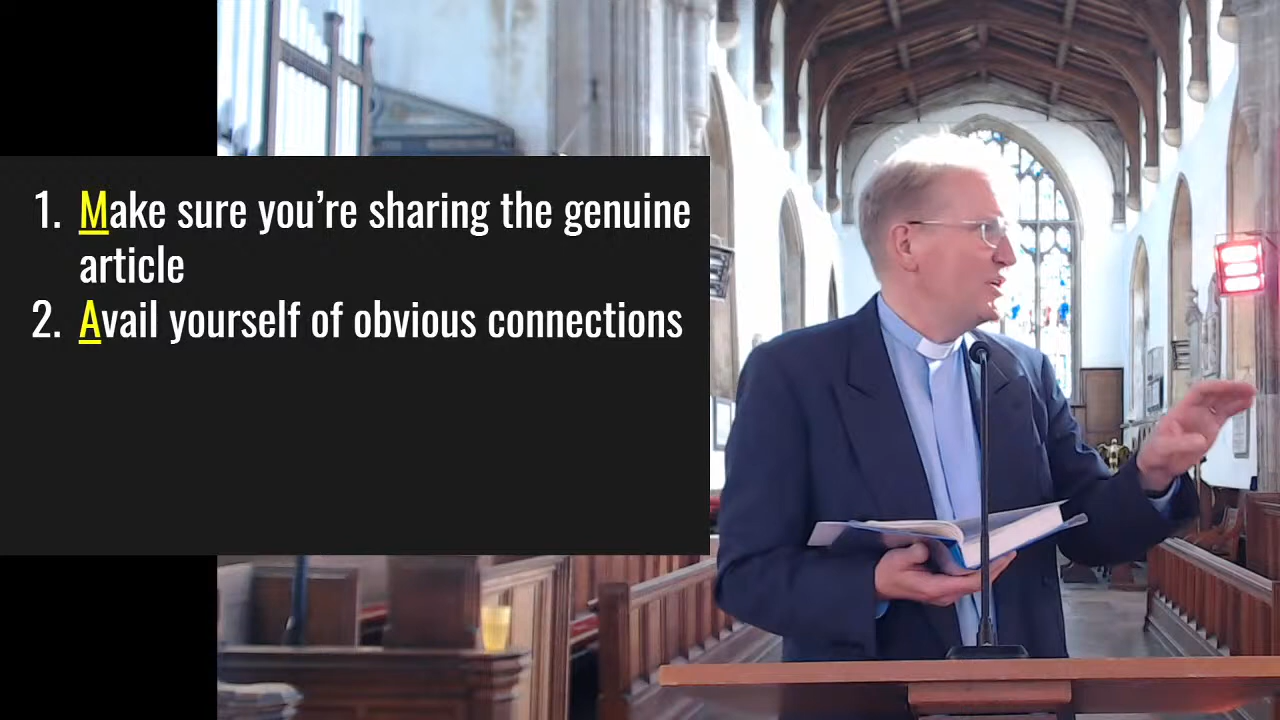 1. Make sure you’re sharing the genuine
article
2. Avail yourself of obvious connections